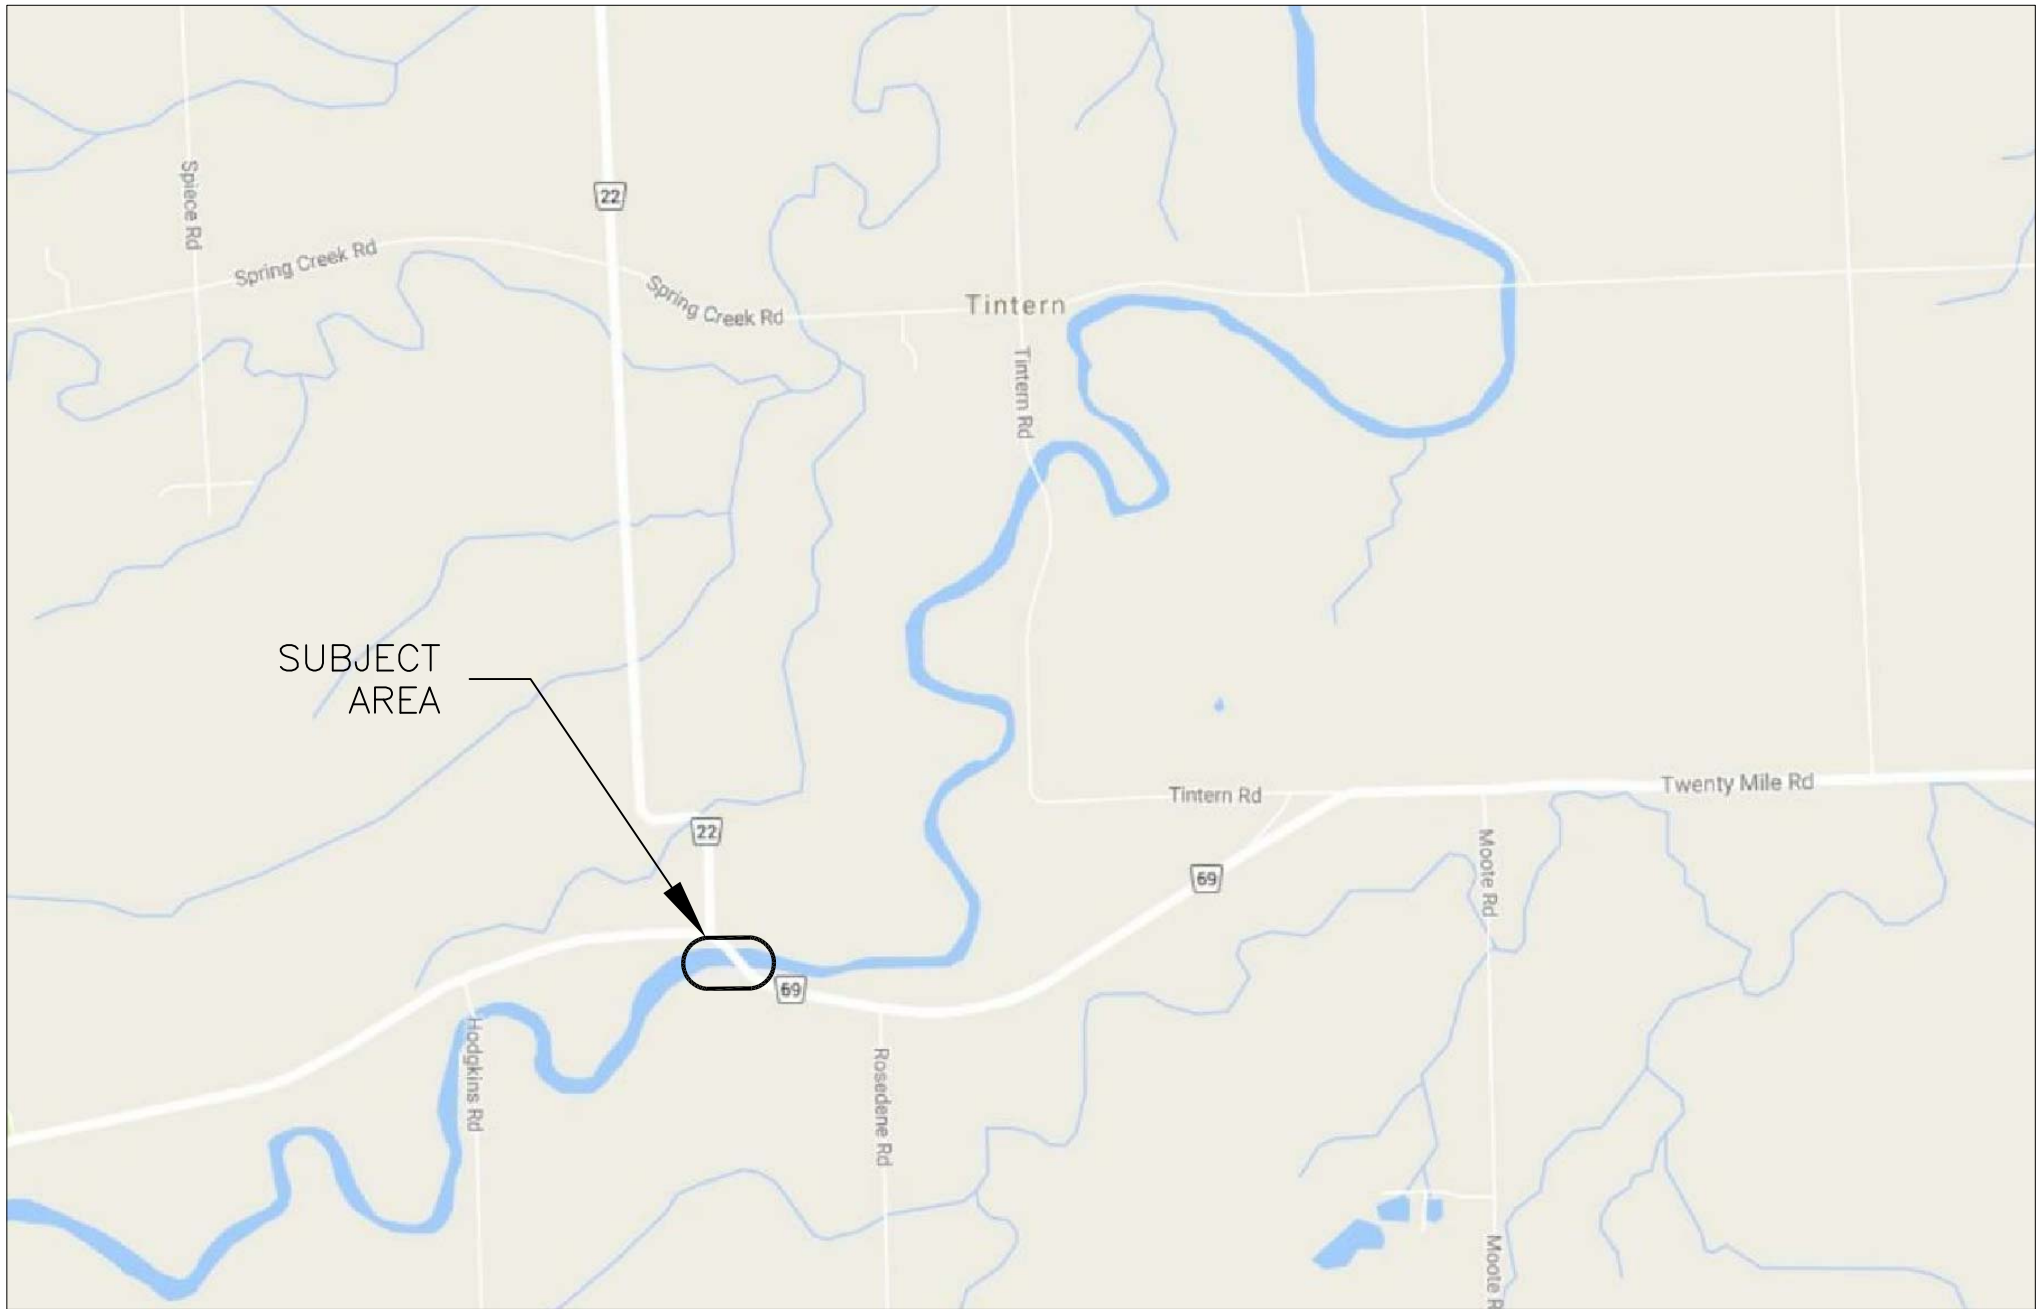 Spiece Rd
22
Spring Creek Rd
Spring Creek Rd
Tintern
Tintern Rd
SUBJECT
AREA
Tintern Rd
Twenty Mile Rd
22
Moote Rd
69
69
Hodgkins Rd
Rosedene Rd
Moote R